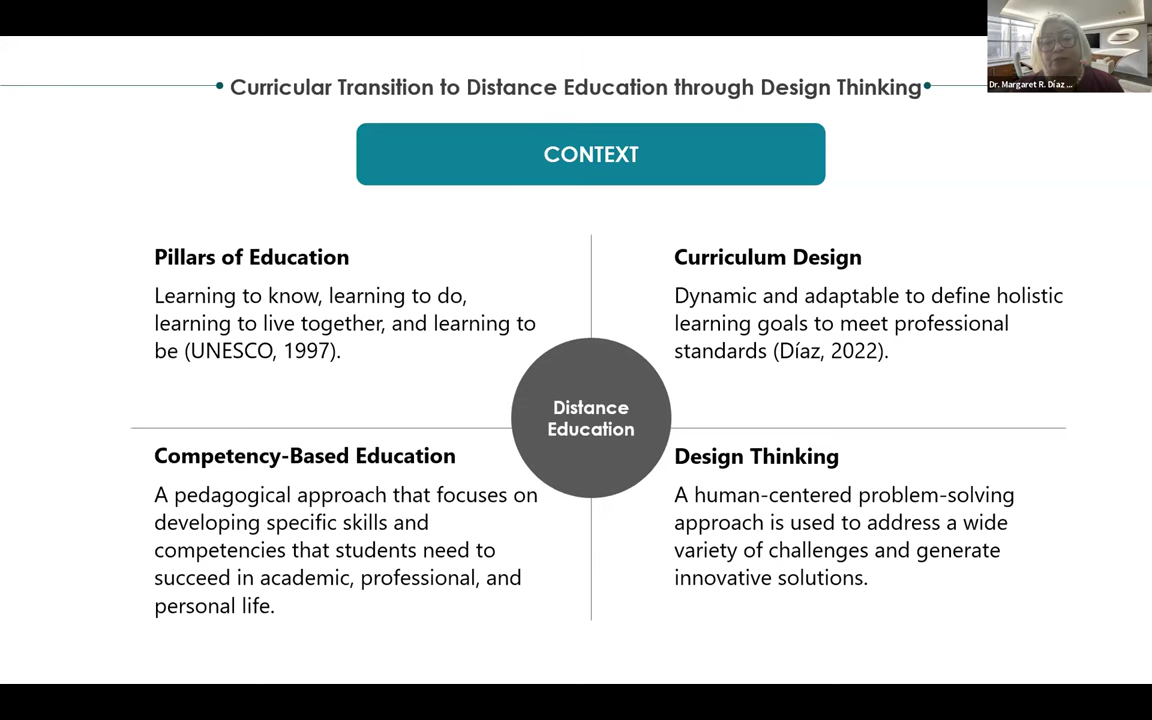 Dr. Margaret R. Díaz ...
Curricular Transition to Distance Education through Design Thinking
CONTEXT
Pillars of Education
Learning to know, learning to do,
learning to live together, and learning to
be (UNESCO, 1997).
Curriculum Design
Dynamic and adaptable to define holistic
learning goals to meet professional
standards (Díaz, 2022).
Distance
Education
Competency-Based Education
A pedagogical approach that focuses on
developing specific skills and
competencies that students need to
succeed in academic, professional, and
personal life.
Design Thinking
A human-centered problem-solving
approach is used to address a wide
variety of challenges and generate
innovative solutions.